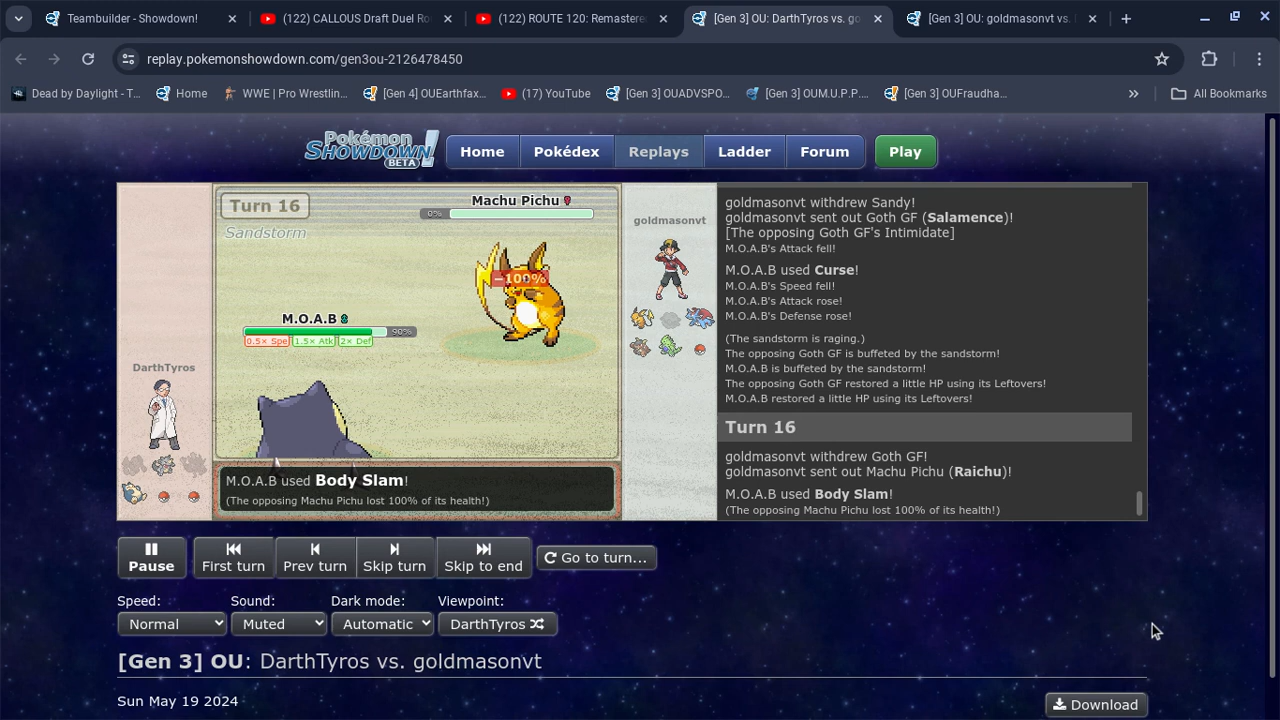 Teambuilder - Showdown!
(122) CALLOUS Draft Duel Ro
(122) ROUTE 120: Remastere
[Gen 3] OU: DarthTyros vs. go
[Gen 3] OU: goldmasonvt vs.
replay.pokemonshowdown.com/gen3ou-2126478450
Dead by Daylight - T...
Home
WWE | Pro Wrestlin...
[Gen 4] OUEarthfax...
(17) YouTube
[Gen 3] OUADVSPO...
[Gen 3] OUM.U.P.P....
[Gen 3] OUFraudha...
All Bookmarks
Pokémon
SHOWDOWN!
BETA
Home
Pokédex
Replays
Ladder
Forum
Play
Turn 16
Sandstorm
Machu Pichu
0%
−100%
M.O.A.B
90%
0.5× Spe 1.5× Atk 2× Def
DarthTyros
goldmasonvt
M.O.A.B used Body Slam!
(The opposing Machu Pichu lost 100% of its health!)
goldmasonvt withdrew Sandy!
goldmasonvt sent out Goth GF (Salamence)!
[The opposing Goth GF's Intimidate]
M.O.A.B's Attack fell!
M.O.A.B used Curse!
M.O.A.B's Speed fell!
M.O.A.B's Attack rose!
M.O.A.B's Defense rose!
(The sandstorm is raging.)
The opposing Goth GF is buffeted by the sandstorm!
M.O.A.B is buffeted by the sandstorm!
The opposing Goth GF restored a little HP using its Leftovers!
M.O.A.B restored a little HP using its Leftovers!
Turn 16
goldmasonvt withdrew Goth GF!
goldmasonvt sent out Machu Pichu (Raichu)!
M.O.A.B used Body Slam!
(The opposing Machu Pichu lost 100% of its health!)
Pause
First turn
Prev turn
Skip turn
Skip to end
Go to turn...
Speed:
Sound:
Dark mode:
Viewpoint:
Normal
Muted
Automatic
DarthTyros
[Gen 3] OU: DarthTyros vs. goldmasonvt
Sun May 19 2024
Download